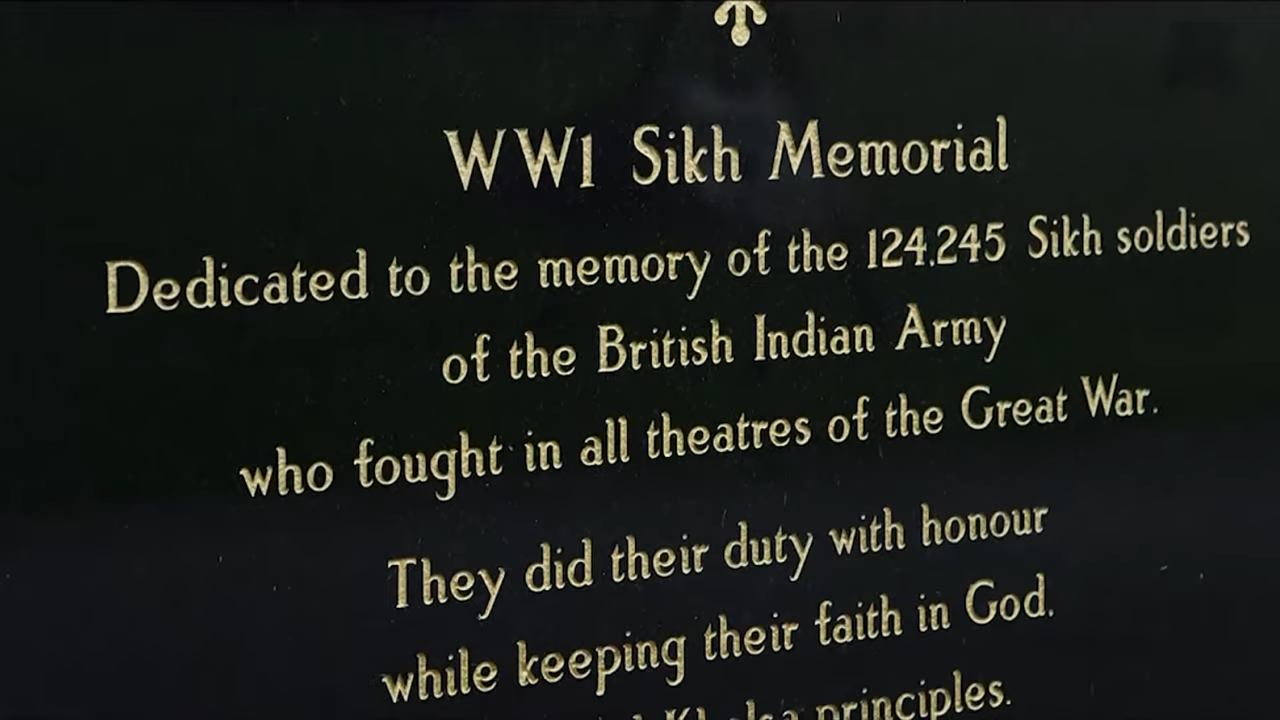 WW1 Sikh Memorial
Dedicated to the memory of the 124,245 Sikh soldiers
of the British Indian Army
who fought in all theatres of the Great War.
They did their duty with honour
while keeping their faith in God.
principles.